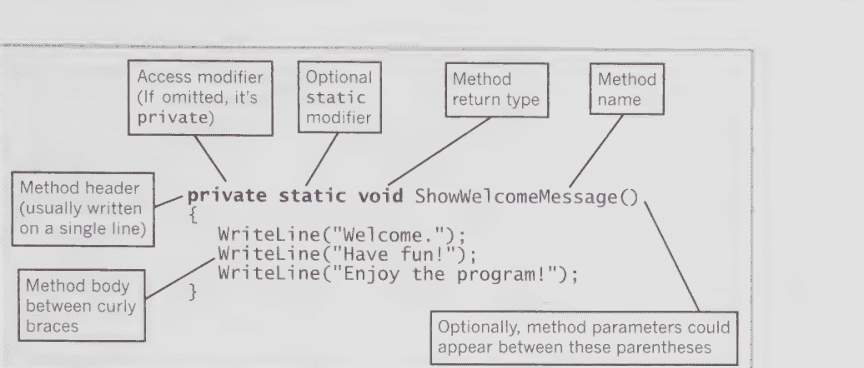 Access modifier
(If omitted, it's
private)
Optional
static
modifier
Method
return type
Method
name
Method header
(usually written
on a single line)
private static void ShowWelcomeMessage()
{
WriteLine("Welcome.");
WriteLine("Have fun!");
WriteLine("Enjoy the program!");
}
Method body
between curly
braces
Optionally, method parameters could
appear between these parentheses